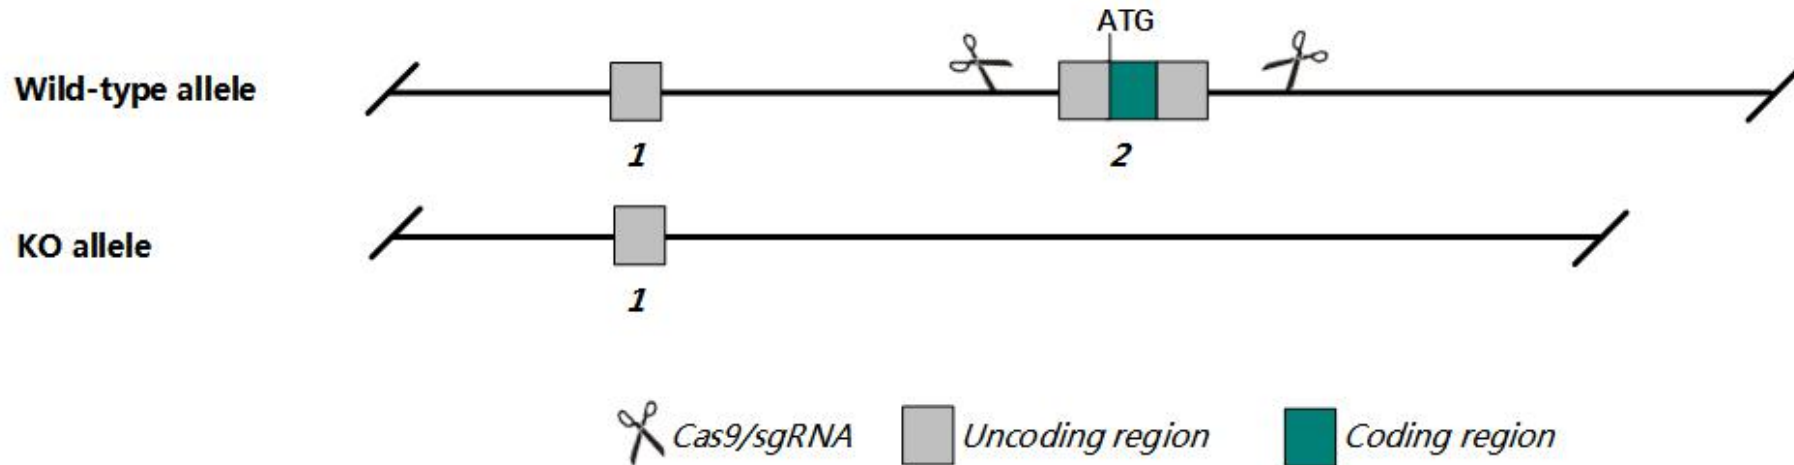 ATG
Wild-type allele
1
2
KO allele
1
Cas9/sgRNA
Uncoding region
Coding region